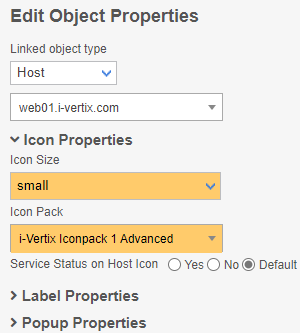 Edit Object Properties
Linked object type
Host
web01.i-vertix.com
Icon Properties
Icon Size
small
Icon Pack
i-Vertix Iconpack 1 Advanced
Service Status on Host Icon Yes No Default
Label Properties
Popup Properties